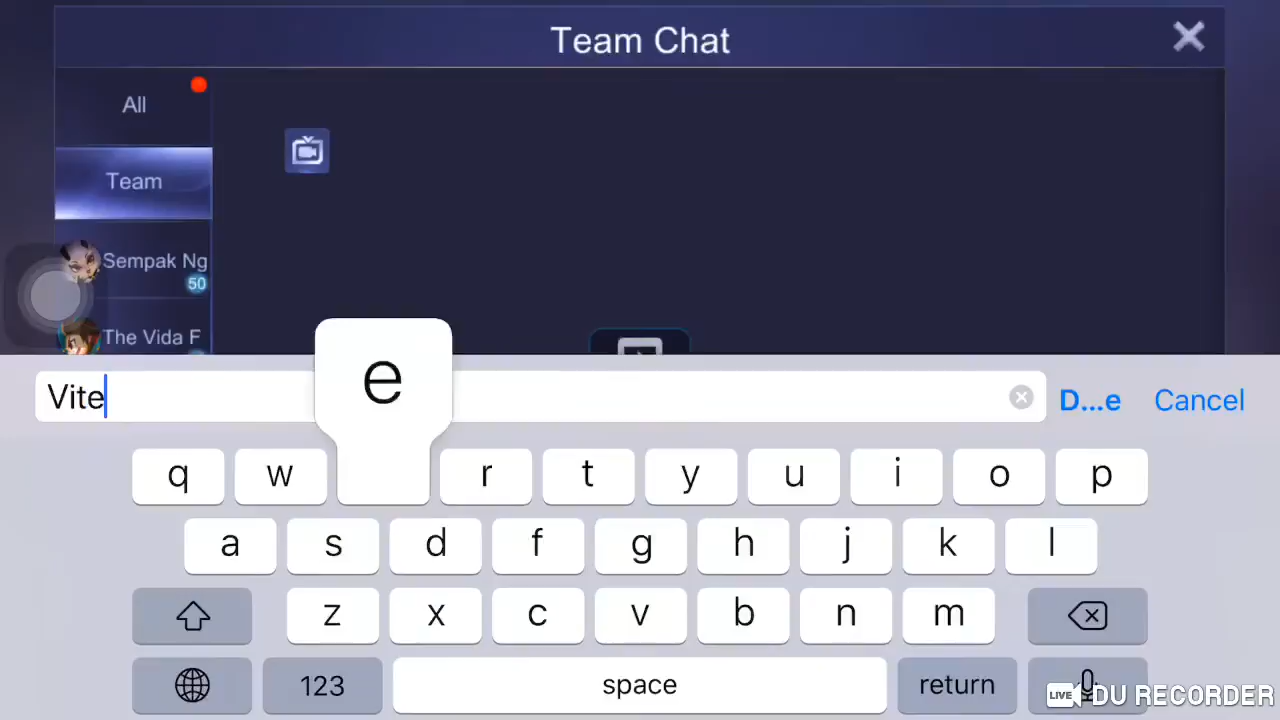 Team Chat
All
Team
Sempak Ng
50
The Vida F
e
Vite
D...e
Cancel
q w r t y u i o p
a s d f g h j k l
z x c v b n m
123
space
return
LIVE DU RECORDER